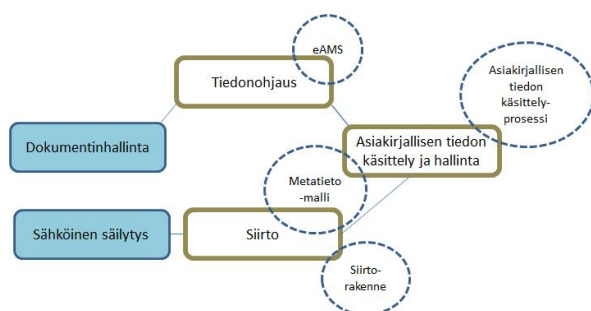 eAMS
Tiedonohjaus
Asiakirjallisen
tiedon
käsittely-
prosessi
Dokumentinhallinta
Asiakirjallisen tiedon
käsittely ja hallinta
Metatieto
-malli
Sähköinen säilytys
Siirto
Siirto-
rakenne